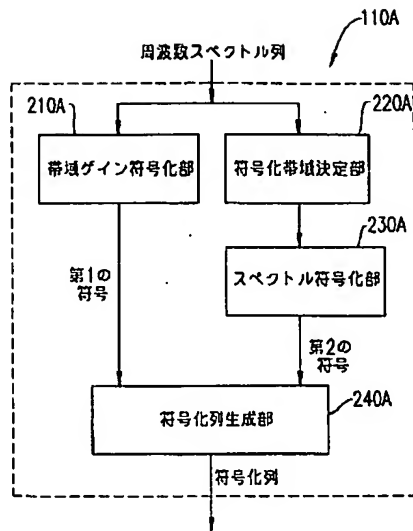 110A
周波数スペクトル列
210A
220A
帯域ゲイン符号化部
符号化帯域決定部
230A
スペクトル符号化部
第1の
符号
第2の
符号
240A
符号化列生成部
符号化列